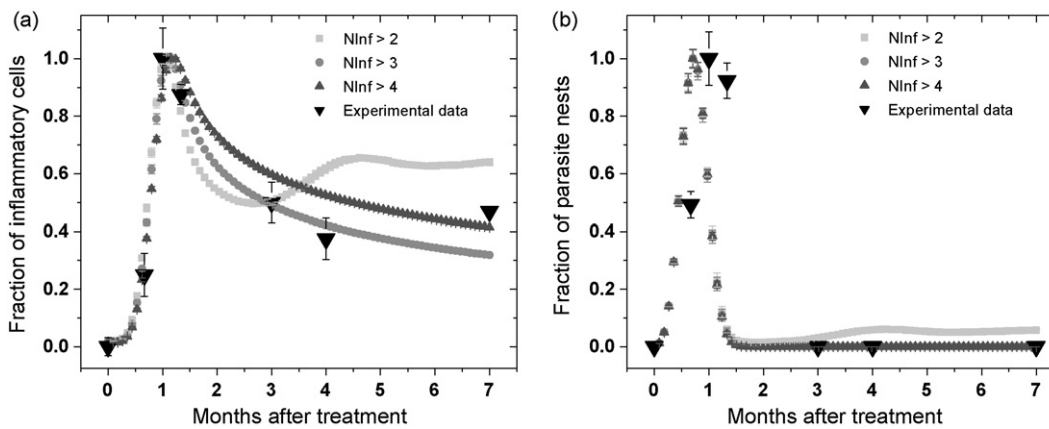 (a)
Fraction of inflammatory cells
1.0
0.8
0.6
0.4
0.2
0.0
NInf > 2
NInf > 3
NInf > 4
Experimental data
0 1 2 3 4 5 6 7
Months after treatment
(b)
Fraction of parasite nests
1.0
0.8
0.6
0.4
0.2
0.0
NInf > 2
NInf > 3
NInf > 4
Experimental data
0 1 2 3 4 5 6 7
Months after treatment